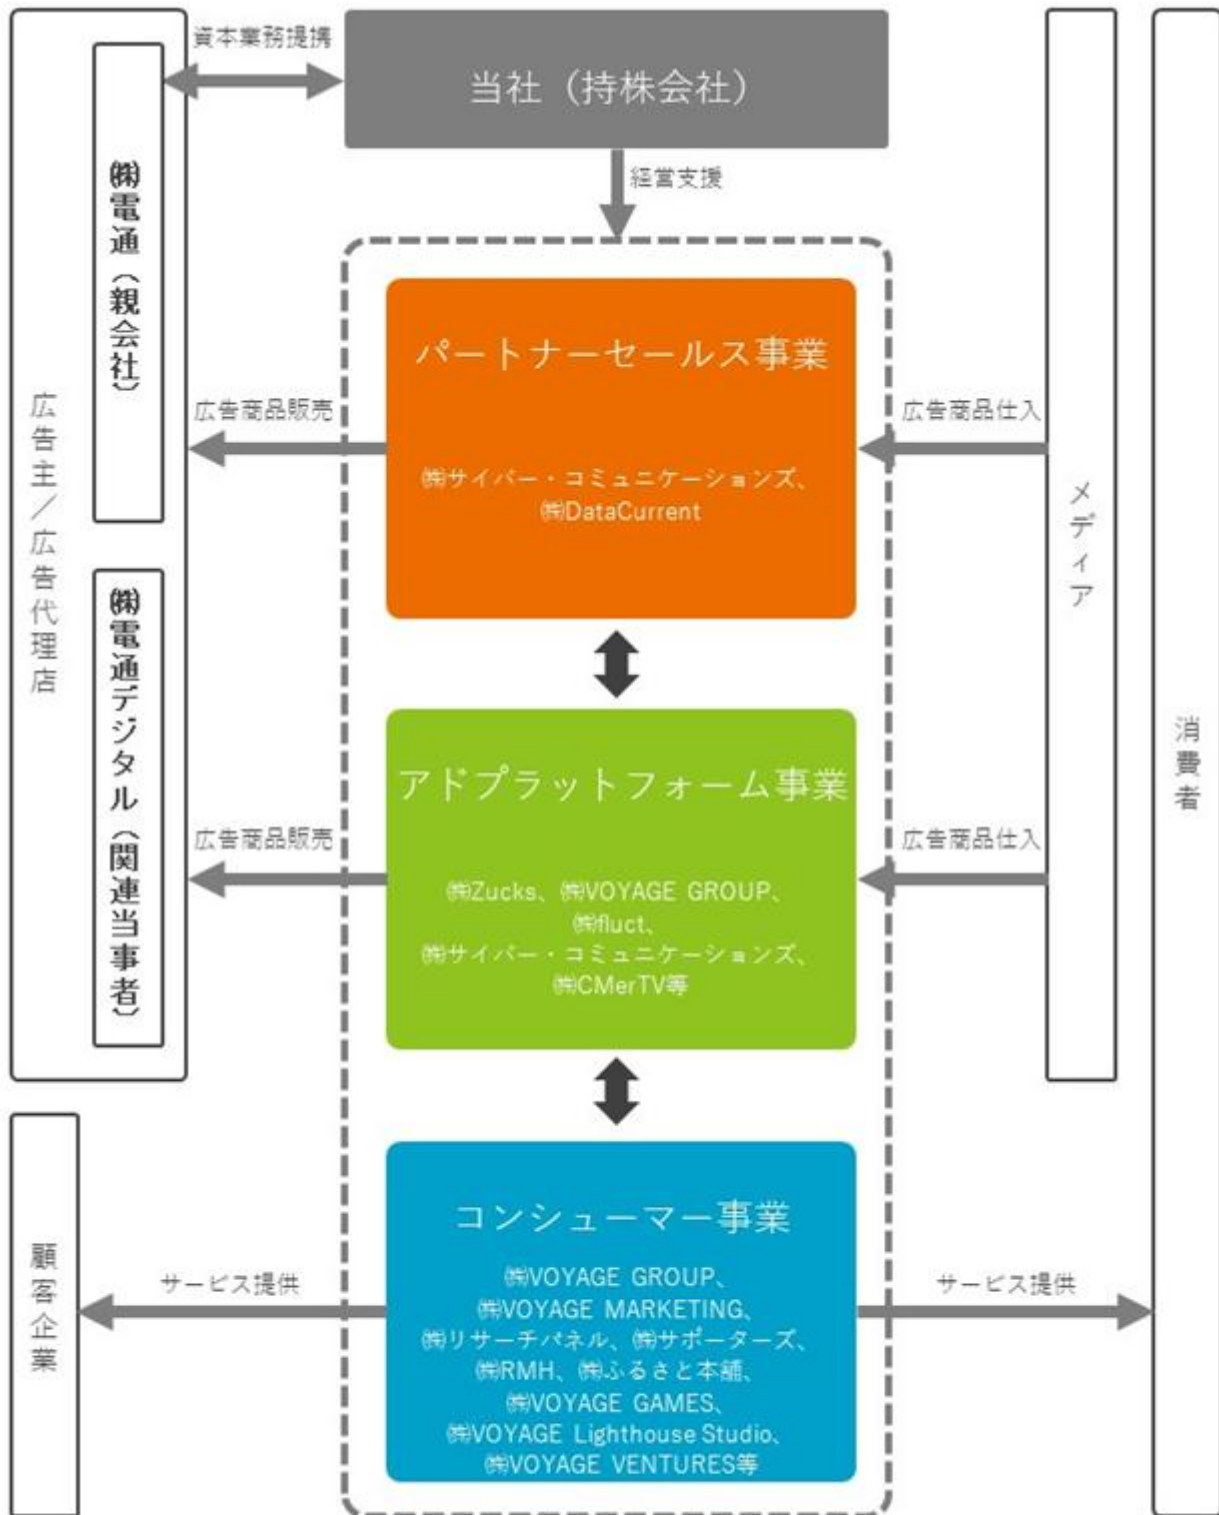 資本業務提携
当社（持株会社）
経営支援
広告主／広告代理店
㈱電通（親会社）
㈱電通デジタル（関連当事者）
パートナーセールス事業
㈱サイバー・コミュニケーションズ、
㈱DataCurrent
広告商品販売
広告商品仕入
メディア
消費者
アドプラットフォーム事業
㈱Zucks、㈱VOYAGE GROUP、
㈱fluct、
㈱サイバー・コミュニケーションズ、
㈱CMerTV等
広告商品販売
広告商品仕入
顧客企業
コンシューマー事業
㈱VOYAGE GROUP、
㈱VOYAGE MARKETING、
㈱リサーチパネル、㈱サポーターズ、
㈱RMH、㈱ふるさと本舗、
㈱VOYAGE GAMES、
㈱VOYAGE Lighthouse Studio、
㈱VOYAGE VENTURES等
サービス提供
サービス提供